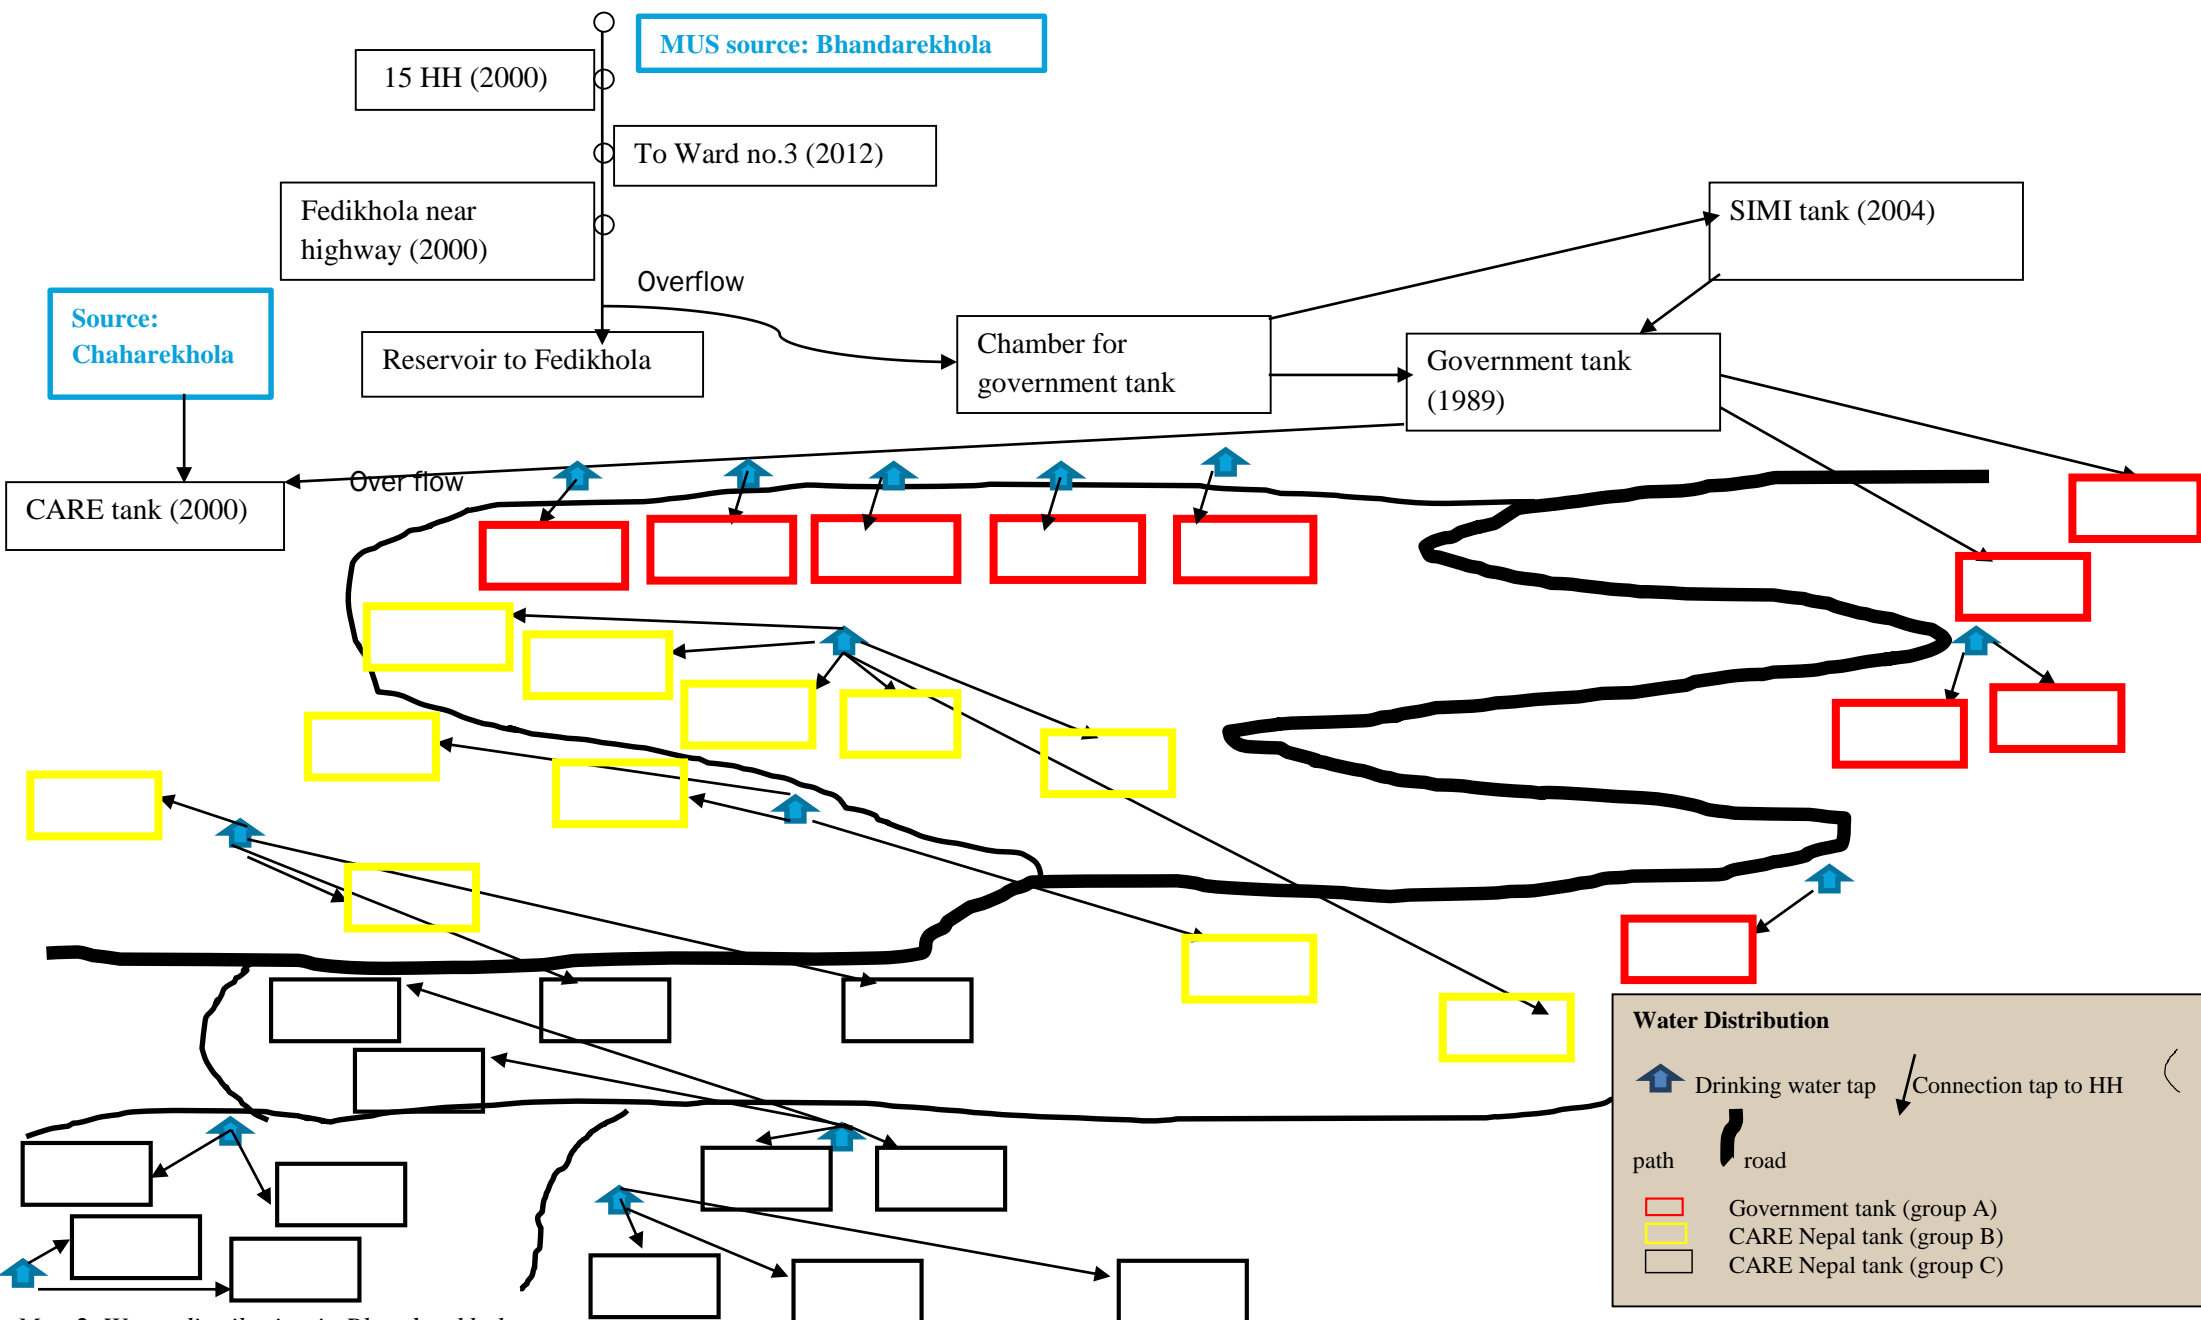 MUS source: Bhandarekhola
15 HH (2000)
To Ward no.3 (2012)
Fedikhola near
highway (2000)
SIMI tank (2004)
Overflow
Source:
Chaharekhola
Reservoir to Fedikhola
Chamber for
government tank
Government tank
(1989)
Over flow
CARE tank (2000)
Water Distribution
Drinking water tap
Connection tap to HH
path
road
Government tank (group A)
CARE Nepal tank (group B)
CARE Nepal tank (group C)